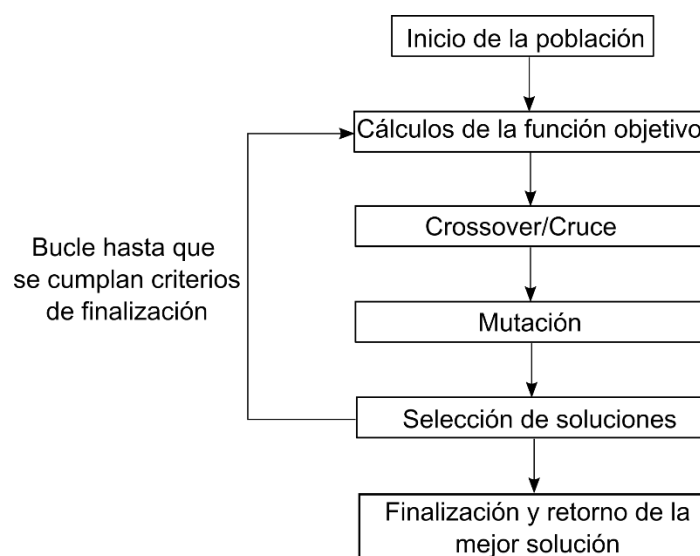 Inicio de la población
Cálculos de la función objetivo
Crossover/Cruce
Bucle hasta que
se cumplan criterios
de finalización
Mutación
Selección de soluciones
Finalización y retorno de la
mejor solución